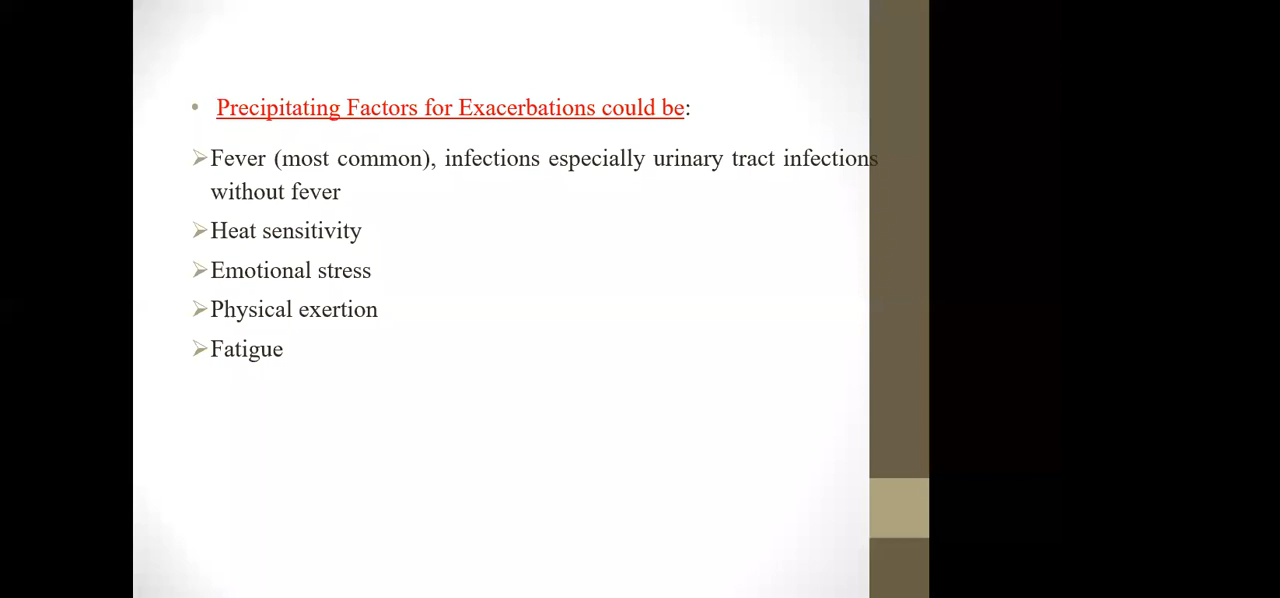 • Precipitating Factors for Exacerbations could be:
➢Fever (most common), infections especially urinary tract infections
without fever
➢Heat sensitivity
➢Emotional stress
➢Physical exertion
➢Fatigue